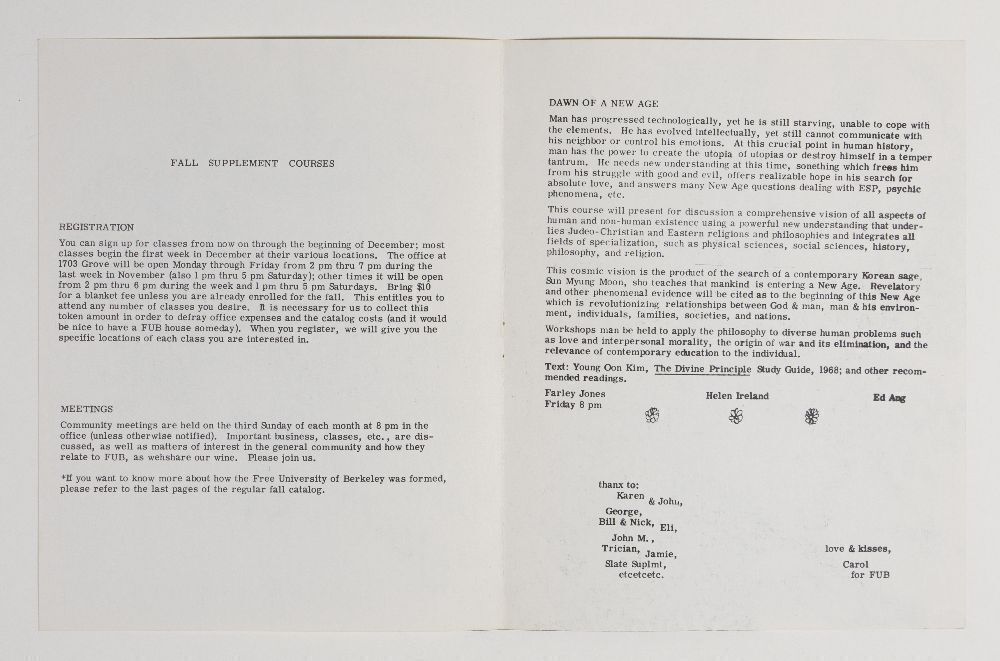 FALL SUPPLEMENT COURSES
REGISTRATION
You can sign up for classes from now on through the beginning of December; most
classes begin the first week in December at their various locations. The office at
1703 Grove will be open Monday through Friday from 2 pm thru 7 pm during the
last week in November (also 1 pm thru 5 pm Saturday); other times it will be open
from 2 pm thru 6 pm during the week and 1 pm thru 5 pm Saturdays. Bring $10
for a blanket fee unless you are already enrolled for the fall. This entitles you to
attend any number of classes you desire. It is necessary for us to collect this
token amount in order to defray office expenses and the catalog costs (and it would
be nice to have a FUB house someday). When you register, we will give you the
specific locations of each class you are interested in.
MEETINGS
Community meetings are held on the third Sunday of each month at 8 pm in the
office (unless otherwise notified). Important business, classes, etc., are dis-
cussed, as well as matters of interest in the general community and how they
relate to FUB, as wehshare our wine. Please join us.
*If you want to know more about how the Free University of Berkeley was formed,
please refer to the last pages of the regular fall catalog.
DAWN OF A NEW AGE
Man has progressed technologically, yet he is still starving, unable to cope with
the elements. He has evolved intellectually, yet still cannot communicate with
his neighbor or control his emotions. At this crucial point in human history,
man has the power to create the utopia of utopias or destroy himself in a temper
tantrum. He needs new understanding at this time, sonething which frees him
from his struggle with good and evil, offers realizable hope in his search for
absolute love, and answers many New Age questions dealing with ESP, psychic
phenomena, etc.
This course will present for discussion a comprehensive vision of all aspects of
human and non-human existence using a powerful new understanding that under-
lies Judeo-Christian and Eastern religions and philosophies and integrates all
fields of specialization, such as physical sciences, social sciences, history,
philosophy, and religion.
This cosmic vision is the product of the search of a contemporary Korean sage,
Sun Myung Moon, sho teaches that mankind is entering a New Age. Revelatory
and other phenomenal evidence will be cited as to the beginning of this New Age
which is revolutionizing relationships between God & man, man & his environ-
ment, individuals, families, societies, and nations.
Workshops man be held to apply the philosophy to diverse human problems such
as love and interpersonal morality, the origin of war and its elimination, and the
relevance of contemporary education to the individual.
Text: Young Oon Kim, The Divine Principle Study Guide, 1968; and other recom-
mended readings.
Farley Jones Helen Ireland Ed Ang
Friday 8 pm
thanx to:
Karen & John,
George,
Bill & Nick, Eli,
John M.,
Trician, Jamie,
Slate Suplmt,
etcetcetc.
love & kisses,
Carol
for FUB